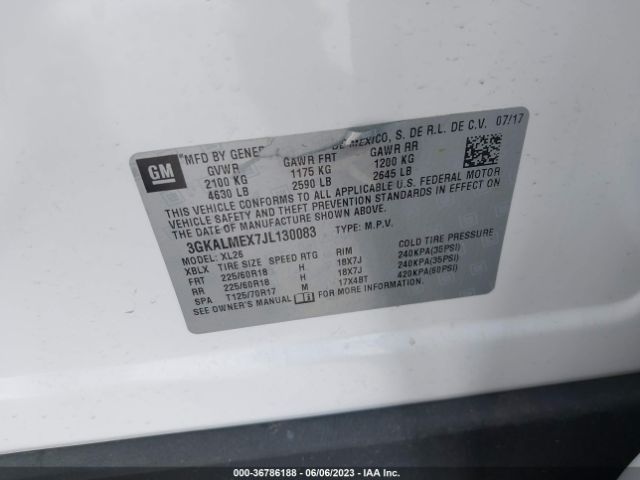 GM
MFD BY GENER DE MEXICO, S. DE R.L. DE C.V. 07/17
GVWR GAWR FRT GAWR RR
2100 KG 1175 KG 1200 KG
4630 LB 2590 LB 2645 LB
THIS VEHICLE CONFORMS TO ALL APPLICABLE U.S. FEDERAL MOTOR
VEHICLE SAFETY AND THEFT PREVENTION STANDARDS IN EFFECT ON
THE DATE OF MANUFACTURE SHOWN ABOVE.
3GKALMEX7JL130083 TYPE: M.P.V.
MODEL: XL26
XBLX TIRE SIZE SPEED RTG RIM COLD TIRE PRESSURE
FRT 225/60R18 H 18X7J 240KPA(35PSI)
RR 225/60R18 H 18X7J 240KPA(35PSI)
SPA T125/70R17 M 17X4BT 420KPA(60PSI)
SEE OWNER'S MANUAL FOR MORE INFORMATION.
000-36786188 - 06/06/2023 - IAA Inc.